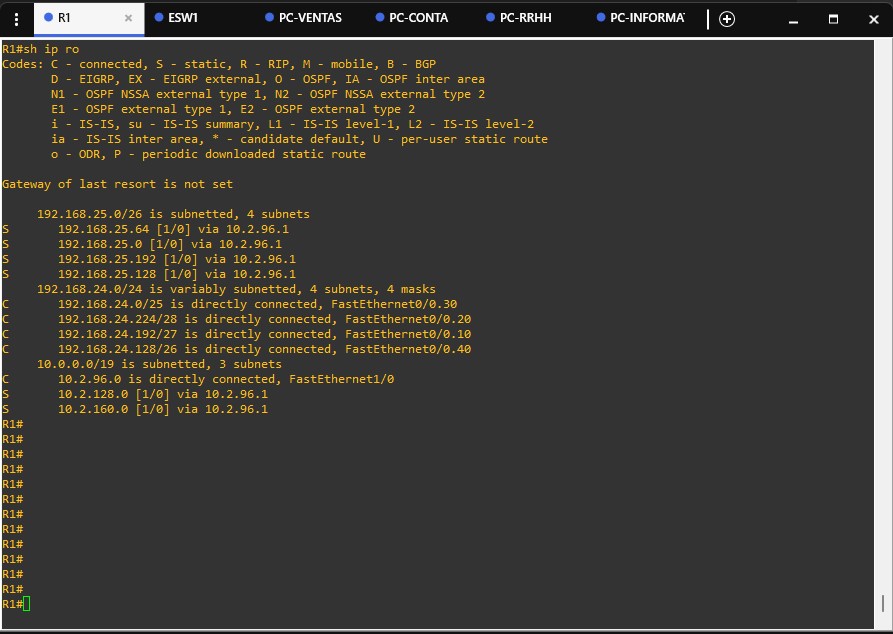 R1
ESW1
PC-VENTAS
PC-CONTA
PC-RRHH
PC-INFORMAT
R1#sh ip ro
Codes: C - connected, S - static, R - RIP, M - mobile, B - BGP
       D - EIGRP, EX - EIGRP external, O - OSPF, IA - OSPF inter area
       N1 - OSPF NSSA external type 1, N2 - OSPF NSSA external type 2
       E1 - OSPF external type 1, E2 - OSPF external type 2
       i - IS-IS, su - IS-IS summary, L1 - IS-IS level-1, L2 - IS-IS level-2
       ia - IS-IS inter area, * - candidate default, U - per-user static route
       o - ODR, P - periodic downloaded static route
Gateway of last resort is not set
     192.168.25.0/26 is subnetted, 4 subnets
S       192.168.25.64 [1/0] via 10.2.96.1
S       192.168.25.0 [1/0] via 10.2.96.1
S       192.168.25.192 [1/0] via 10.2.96.1
S       192.168.25.128 [1/0] via 10.2.96.1
     192.168.24.0/24 is variably subnetted, 4 subnets, 4 masks
C       192.168.24.0/25 is directly connected, FastEthernet0/0.30
C       192.168.24.224/28 is directly connected, FastEthernet0/0.20
C       192.168.24.192/27 is directly connected, FastEthernet0/0.10
C       192.168.24.128/26 is directly connected, FastEthernet0/0.40
     10.0.0.0/19 is subnetted, 3 subnets
C       10.2.96.0 is directly connected, FastEthernet1/0
S       10.2.128.0 [1/0] via 10.2.96.1
S       10.2.160.0 [1/0] via 10.2.96.1
R1#
R1#
R1#
R1#
R1#
R1#
R1#
R1#
R1#
R1#
R1#
R1#
R1#